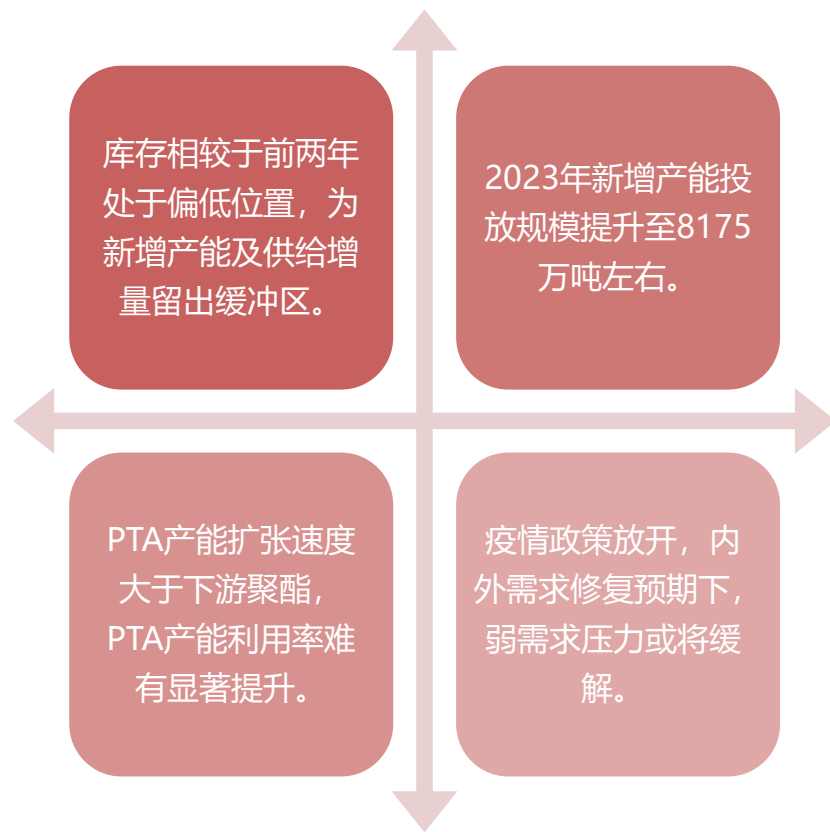 库存相较于前两年
处于偏低位置，为
新增产能及供给增
量留出缓冲区。
2023年新增产能投
放规模提升至8175
万吨左右。
PTA产能扩张速度
大于下游聚酯，
PTA产能利用率难
有显著提升。
疫情政策放开，内
外需求修复预期下，
弱需求压力或将缓
解。